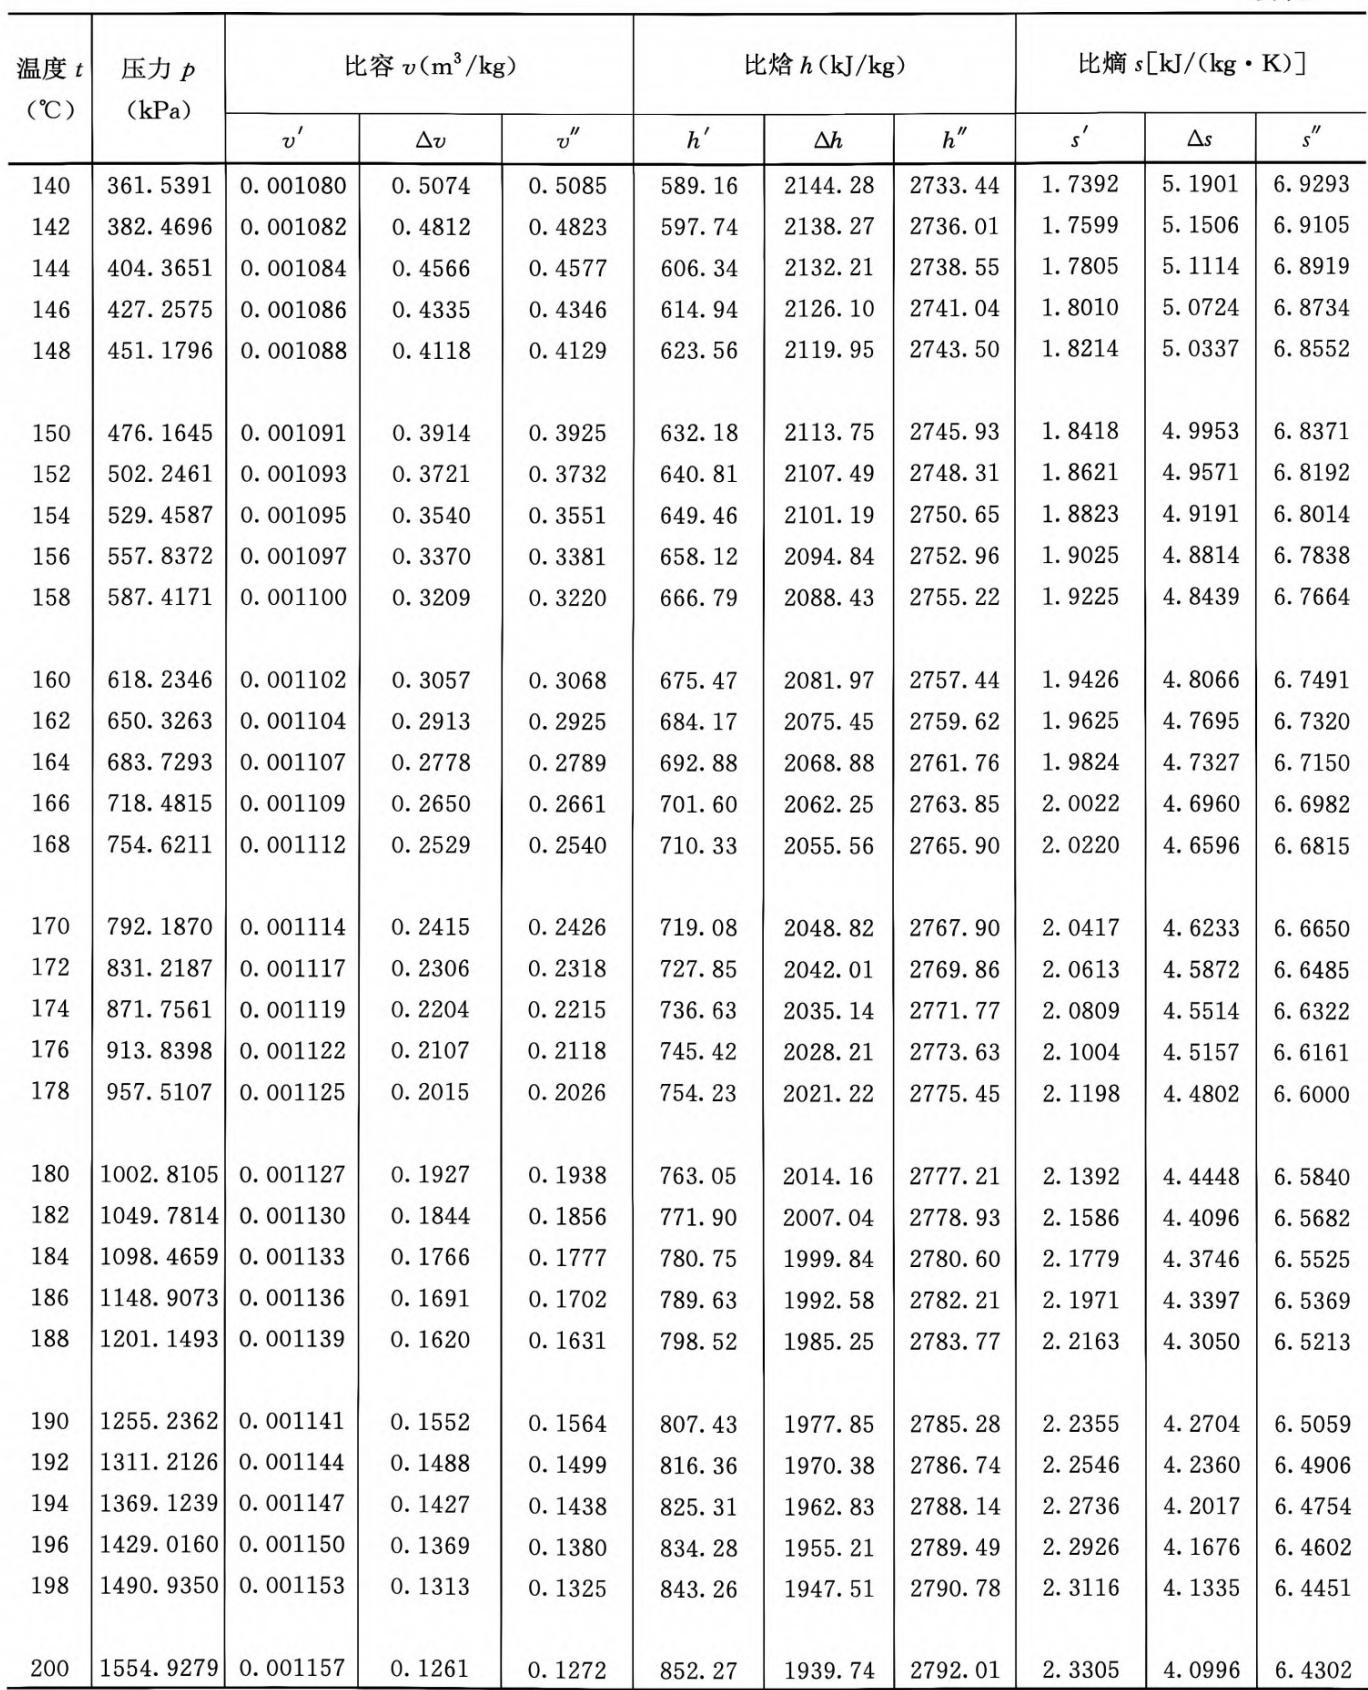 温度 t 压力 p 比容 v(m³/kg) 比焓 h(kJ/kg) 比熵 s[kJ/(kg·K)]
(℃) (kPa)
v′ Δv v″ h′ Δh h″ s′ Δs s″
140 361.5391 0.001080 0.5074 0.5085 589.16 2144.28 2733.44 1.7392 5.1901 6.9293
142 382.4696 0.001082 0.4812 0.4823 597.74 2138.27 2736.01 1.7599 5.1506 6.9105
144 404.3651 0.001084 0.4566 0.4577 606.34 2132.21 2738.55 1.7805 5.1114 6.8919
146 427.2575 0.001086 0.4335 0.4346 614.94 2126.10 2741.04 1.8010 5.0724 6.8734
148 451.1796 0.001088 0.4118 0.4129 623.56 2119.95 2743.50 1.8214 5.0337 6.8552
150 476.1645 0.001091 0.3914 0.3925 632.18 2113.75 2745.93 1.8418 4.9953 6.8371
152 502.2461 0.001093 0.3721 0.3732 640.81 2107.49 2748.31 1.8621 4.9571 6.8192
154 529.4587 0.001095 0.3540 0.3551 649.46 2101.19 2750.65 1.8823 4.9191 6.8014
156 557.8372 0.001097 0.3370 0.3381 658.12 2094.84 2752.96 1.9025 4.8814 6.7838
158 587.4171 0.001100 0.3209 0.3220 666.79 2088.43 2755.22 1.9225 4.8439 6.7664
160 618.2346 0.001102 0.3057 0.3068 675.47 2081.97 2757.44 1.9426 4.8066 6.7491
162 650.3263 0.001104 0.2913 0.2925 684.17 2075.45 2759.62 1.9625 4.7695 6.7320
164 683.7293 0.001107 0.2778 0.2789 692.88 2068.88 2761.76 1.9824 4.7327 6.7150
166 718.4815 0.001109 0.2650 0.2661 701.60 2062.25 2763.85 2.0022 4.6960 6.6982
168 754.6211 0.001112 0.2529 0.2540 710.33 2055.56 2765.90 2.0220 4.6596 6.6815
170 792.1870 0.001114 0.2415 0.2426 719.08 2048.82 2767.90 2.0417 4.6233 6.6650
172 831.2187 0.001117 0.2306 0.2318 727.85 2042.01 2769.86 2.0613 4.5872 6.6485
174 871.7561 0.001119 0.2204 0.2215 736.63 2035.14 2771.77 2.0809 4.5514 6.6322
176 913.8398 0.001122 0.2107 0.2118 745.42 2028.21 2773.63 2.1004 4.5157 6.6161
178 957.5107 0.001125 0.2015 0.2026 754.23 2021.22 2775.45 2.1198 4.4802 6.6000
180 1002.8105 0.001127 0.1927 0.1938 763.05 2014.16 2777.21 2.1392 4.4448 6.5840
182 1049.7814 0.001130 0.1844 0.1856 771.90 2007.04 2778.93 2.1586 4.4096 6.5682
184 1098.4659 0.001133 0.1766 0.1777 780.75 1999.84 2780.60 2.1779 4.3746 6.5525
186 1148.9073 0.001136 0.1691 0.1702 789.63 1992.58 2782.21 2.1971 4.3397 6.5369
188 1201.1493 0.001139 0.1620 0.1631 798.52 1985.25 2783.77 2.2163 4.3050 6.5213
190 1255.2362 0.001141 0.1552 0.1564 807.43 1977.85 2785.28 2.2355 4.2704 6.5059
192 1311.2126 0.001144 0.1488 0.1499 816.36 1970.38 2786.74 2.2546 4.2360 6.4906
194 1369.1239 0.001147 0.1427 0.1438 825.31 1962.83 2788.14 2.2736 4.2017 6.4754
196 1429.0160 0.001150 0.1369 0.1380 834.28 1955.21 2789.49 2.2926 4.1676 6.4602
198 1490.9350 0.001153 0.1313 0.1325 843.26 1947.51 2790.78 2.3116 4.1335 6.4451
200 1554.9279 0.001157 0.1261 0.1272 852.27 1939.74 2792.01 2.3305 4.0996 6.4302